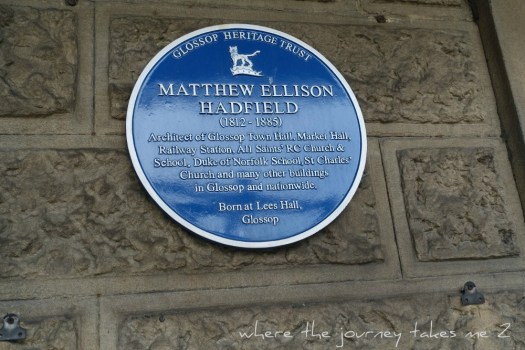 GLOSSOP HERITAGE TRUST
MATTHEW ELLISON
HADFIELD
(1812 - 1885)
Architect of Glossop Town Hall, Market Hall,
Railway Station, All Saints' RC Church &
School, Duke of Norfolk School, St Charles'
Church and many other buildings
in Glossop and nationwide.
Born at Lees Hall,
Glossop
where the journey takes me 2